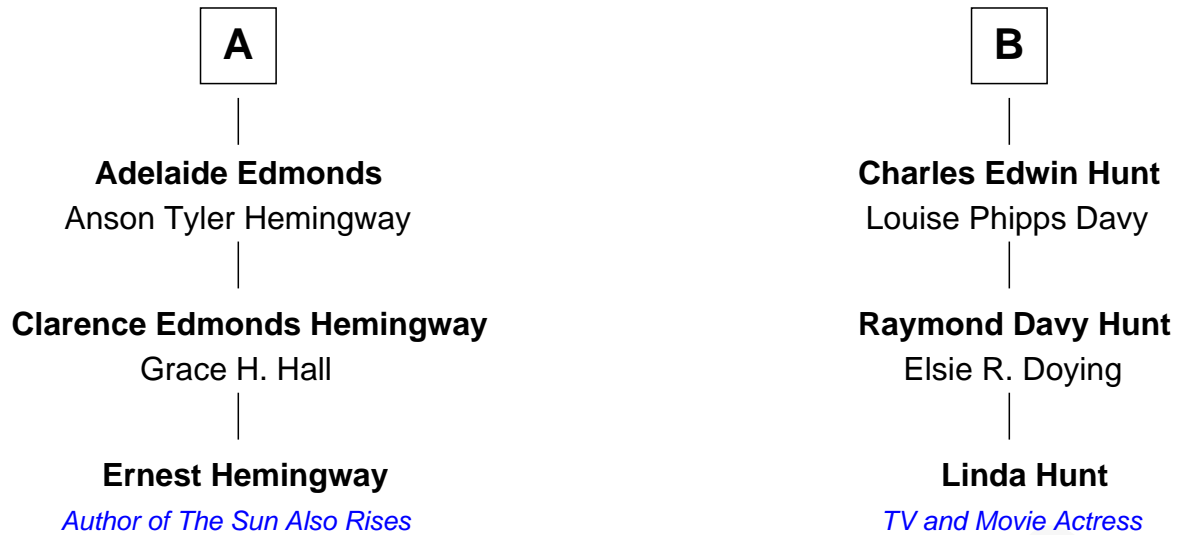 A
Adelaide Edmonds
Anson Tyler Hemingway
Clarence Edmonds Hemingway
Grace H. Hall
Ernest Hemingway
Author of The Sun Also Rises
B
Charles Edwin Hunt
Louise Phipps Davy
Raymond Davy Hunt
Elsie R. Doying
Linda Hunt
TV and Movie Actress